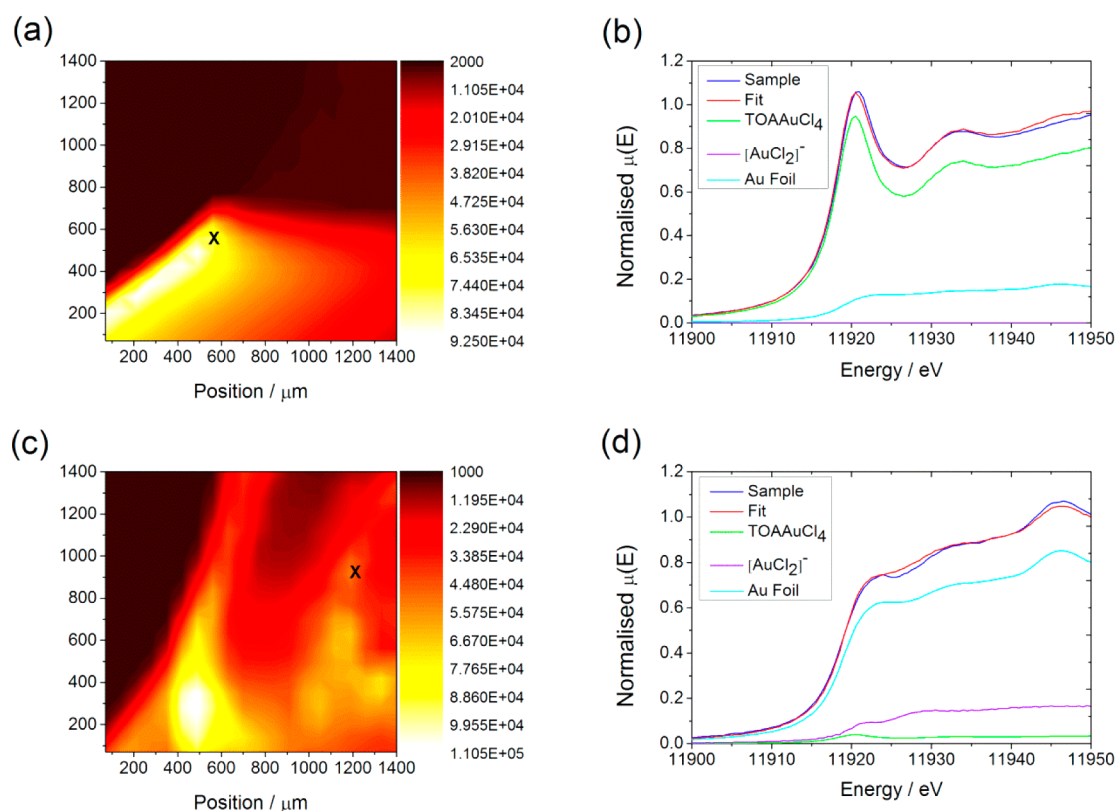 (a)
1400
1200
1000
800
600
400
200
200 400 600 800 1000 1200 1400
Position / μm
2000
1.105E+04
2.010E+04
2.915E+04
3.820E+04
4.725E+04
5.630E+04
6.535E+04
7.440E+04
8.345E+04
9.250E+04
X
(b)
Normalised μ(E)
1.2
1.0
0.8
0.6
0.4
0.2
0.0
Sample
Fit
TOAAuCl₄
[AuCl₂]⁻
Au Foil
11900 11910 11920 11930 11940 11950
Energy / eV
(c)
1400
1200
1000
800
600
400
200
200 400 600 800 1000 1200 1400
Position / μm
1000
1.195E+04
2.290E+04
3.385E+04
4.480E+04
5.575E+04
6.670E+04
7.765E+04
8.860E+04
9.955E+04
1.105E+05
X
(d)
Normalised μ(E)
1.2
1.0
0.8
0.6
0.4
0.2
0.0
Sample
Fit
TOAAuCl₄
[AuCl₂]⁻
Au Foil
11900 11910 11920 11930 11940 11950
Energy / eV